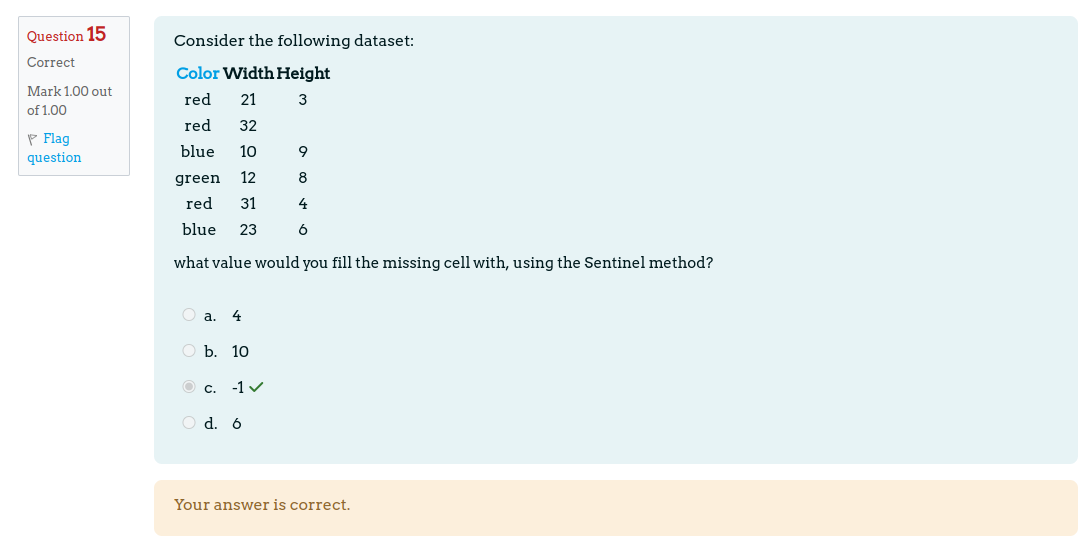 Question 15
Correct
Mark 1.00 out
of 1.00
Flag
question
Consider the following dataset:
Color Width Height
red 21 3
red 32
blue 10 9
green 12 8
red 31 4
blue 23 6
what value would you fill the missing cell with, using the Sentinel method?
a. 4
b. 10
c. -1
d. 6
Your answer is correct.